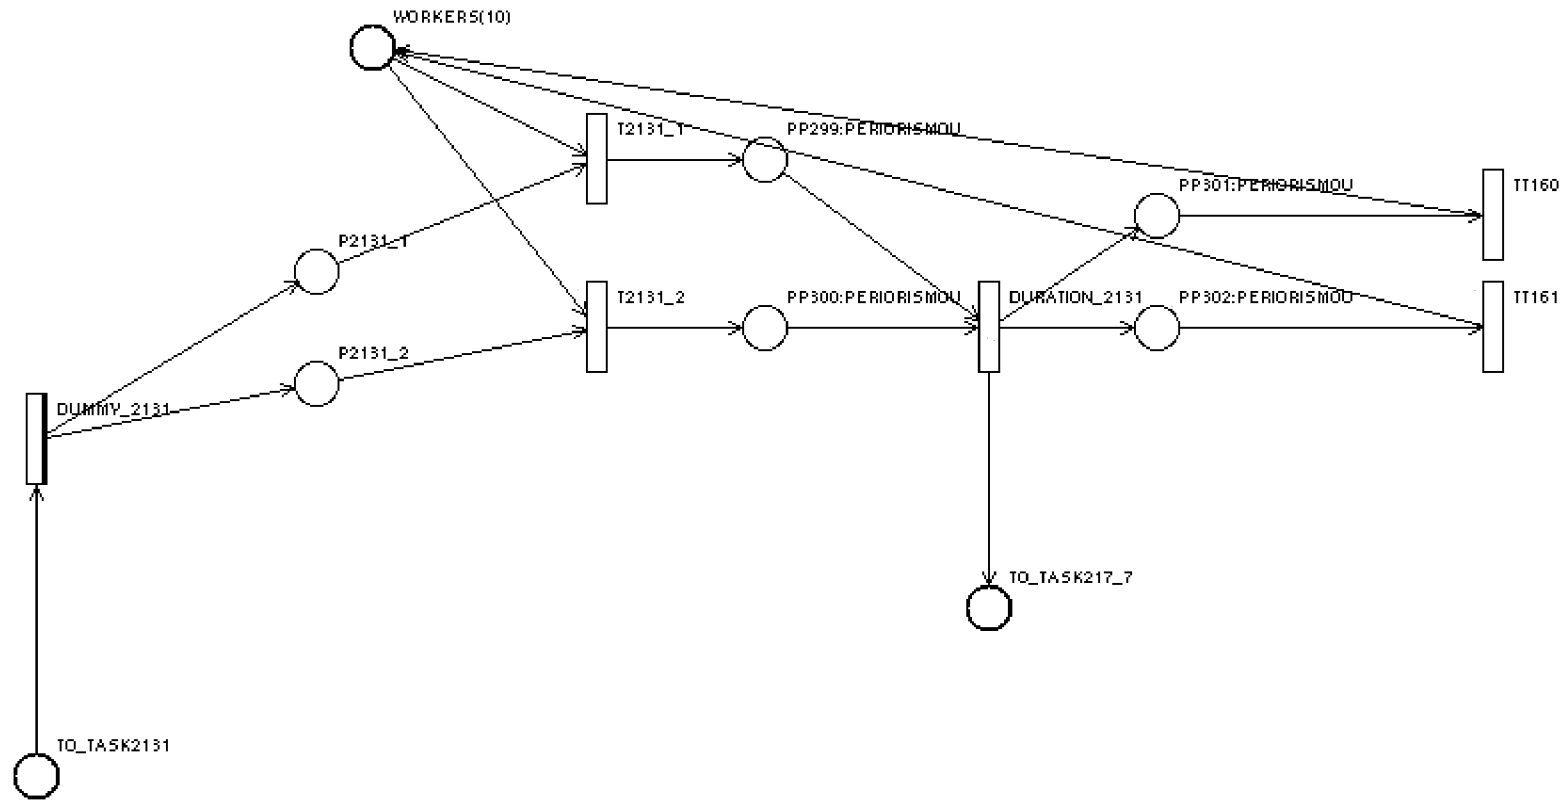 WORKERS(10)
T2131_1
PP299:PERIORISMOU
PP301:PERIORISMOU
TT160
P2131_1
T2131_2
PP300:PERIORISMOU
DURATION_2131
PP302:PERIORISMOU
TT161
P2131_2
DUMMY_2131
TO_TASK217_7
TO_TASK2131